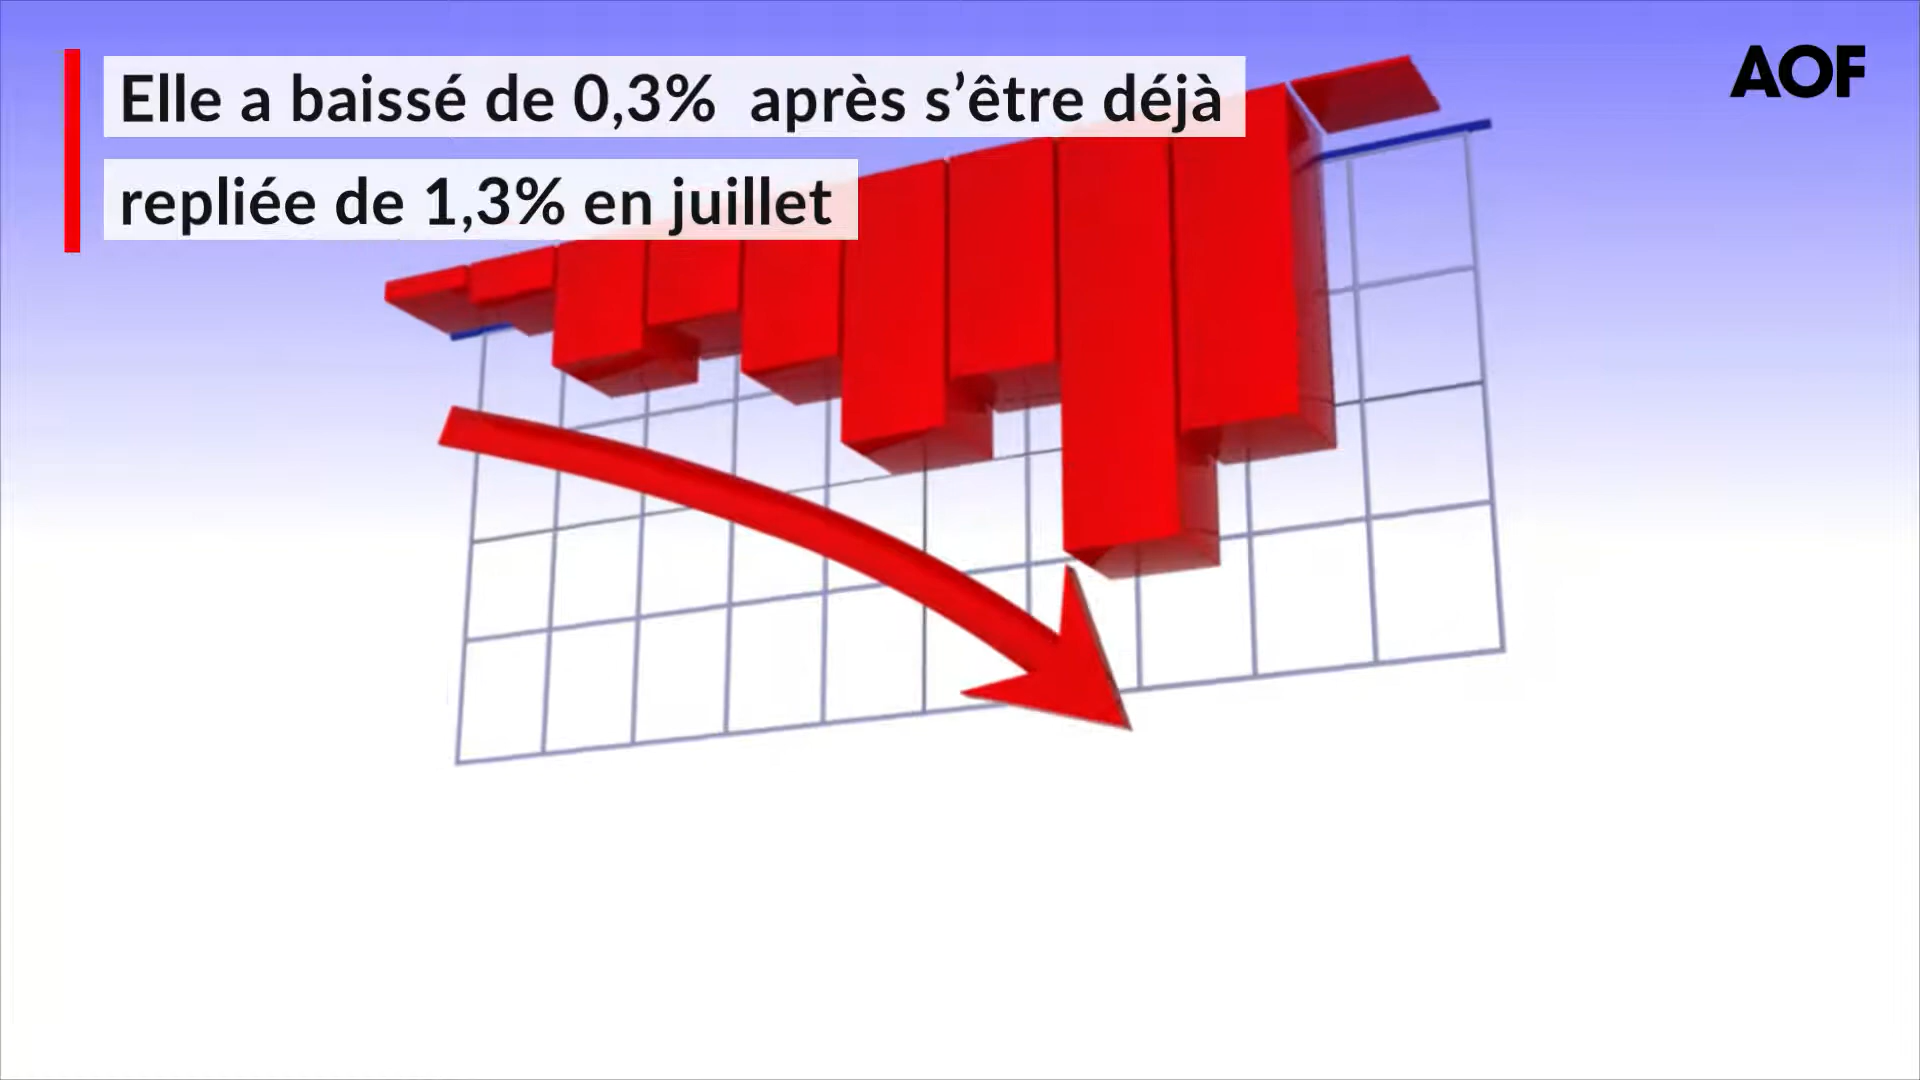 Elle a baissé de 0,3%  après s’être déjà
repliée de 1,3% en juillet
AOF